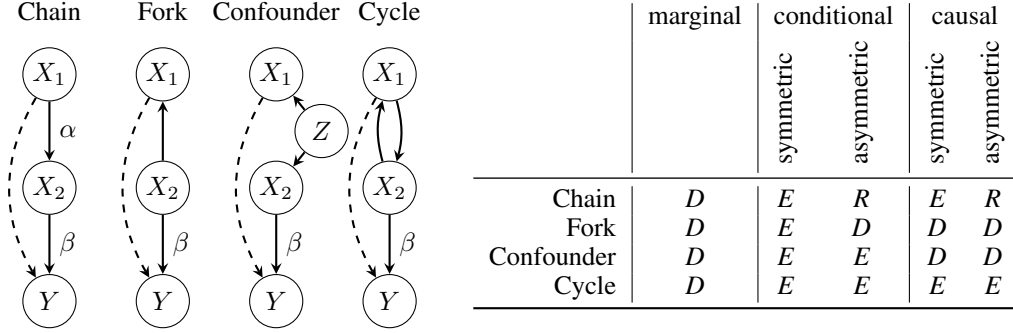 Chain Fork Confounder Cycle
X₁ X₁ X₁ X₁
Z
α
X₂ X₂ X₂ X₂
β β β β
Y Y Y Y
marginal conditional causal
symmetric asymmetric symmetric asymmetric
Chain D E R E R
Fork D E D D D
Confounder D E E D D
Cycle D E E E E